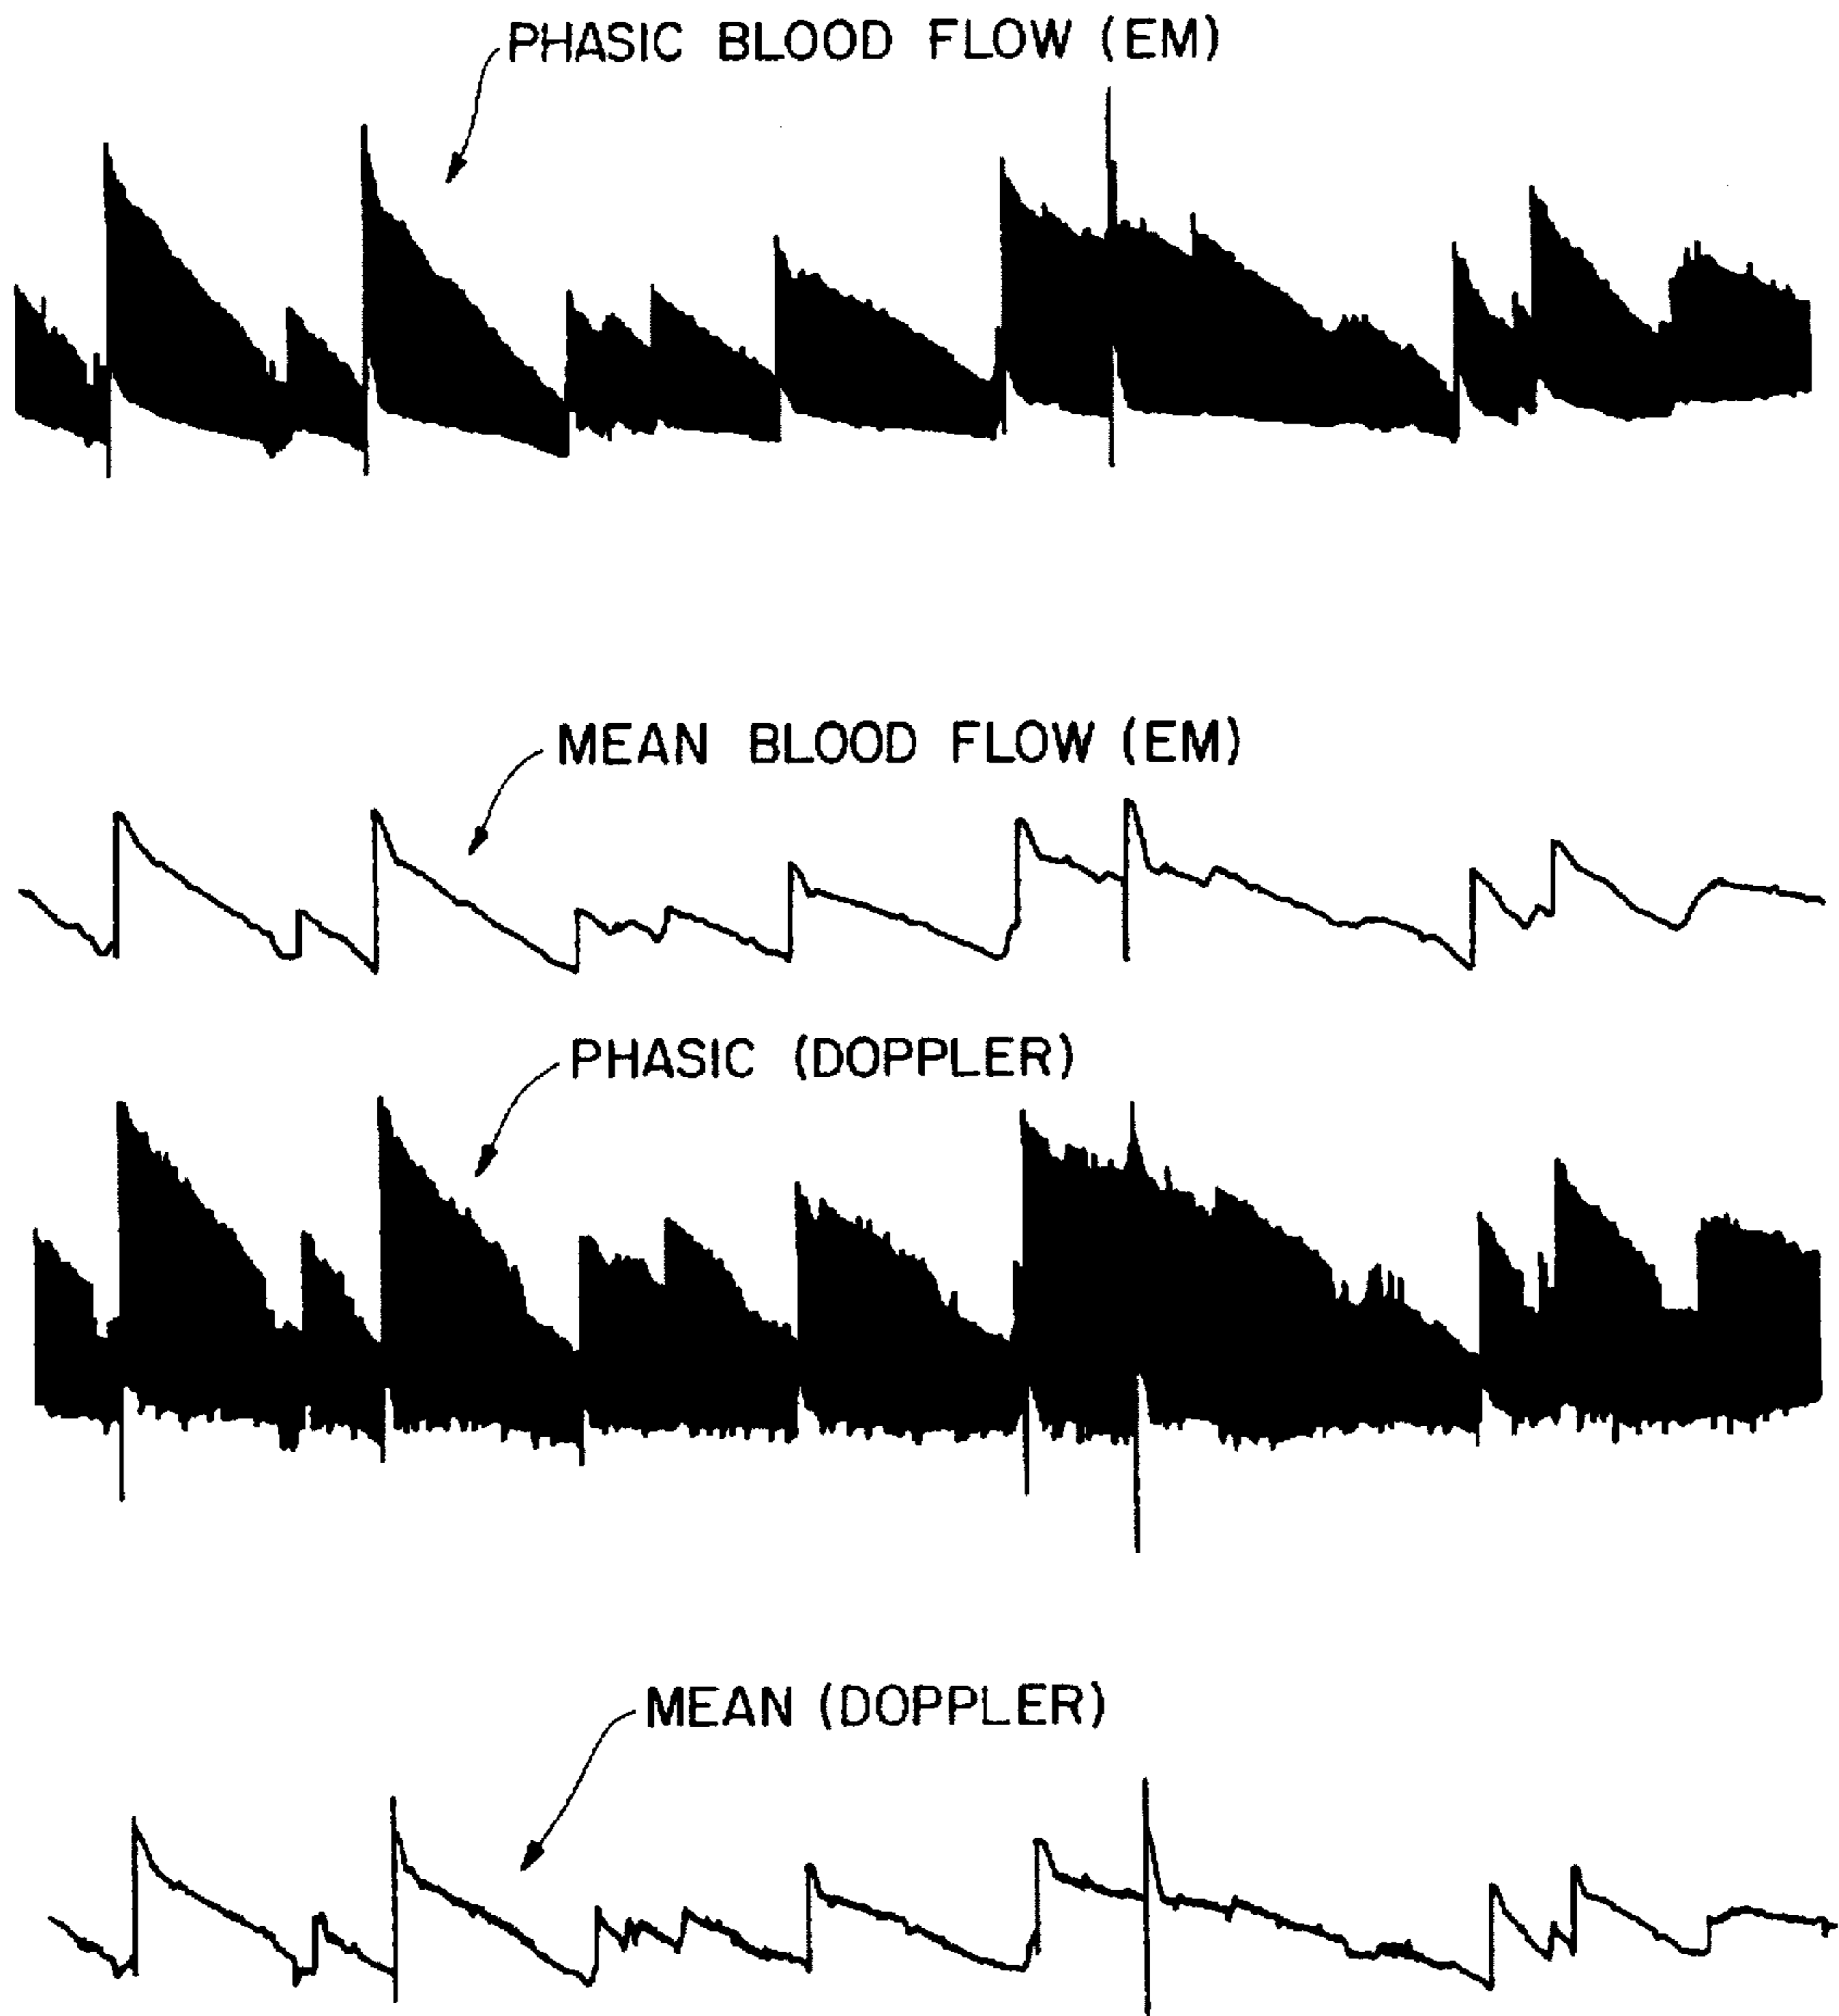 PHASIC BLOOD FLOW (EM)
MEAN BLOOD FLOW (EM)
PHASIC (DOPPLER)
MEAN (DOPPLER)